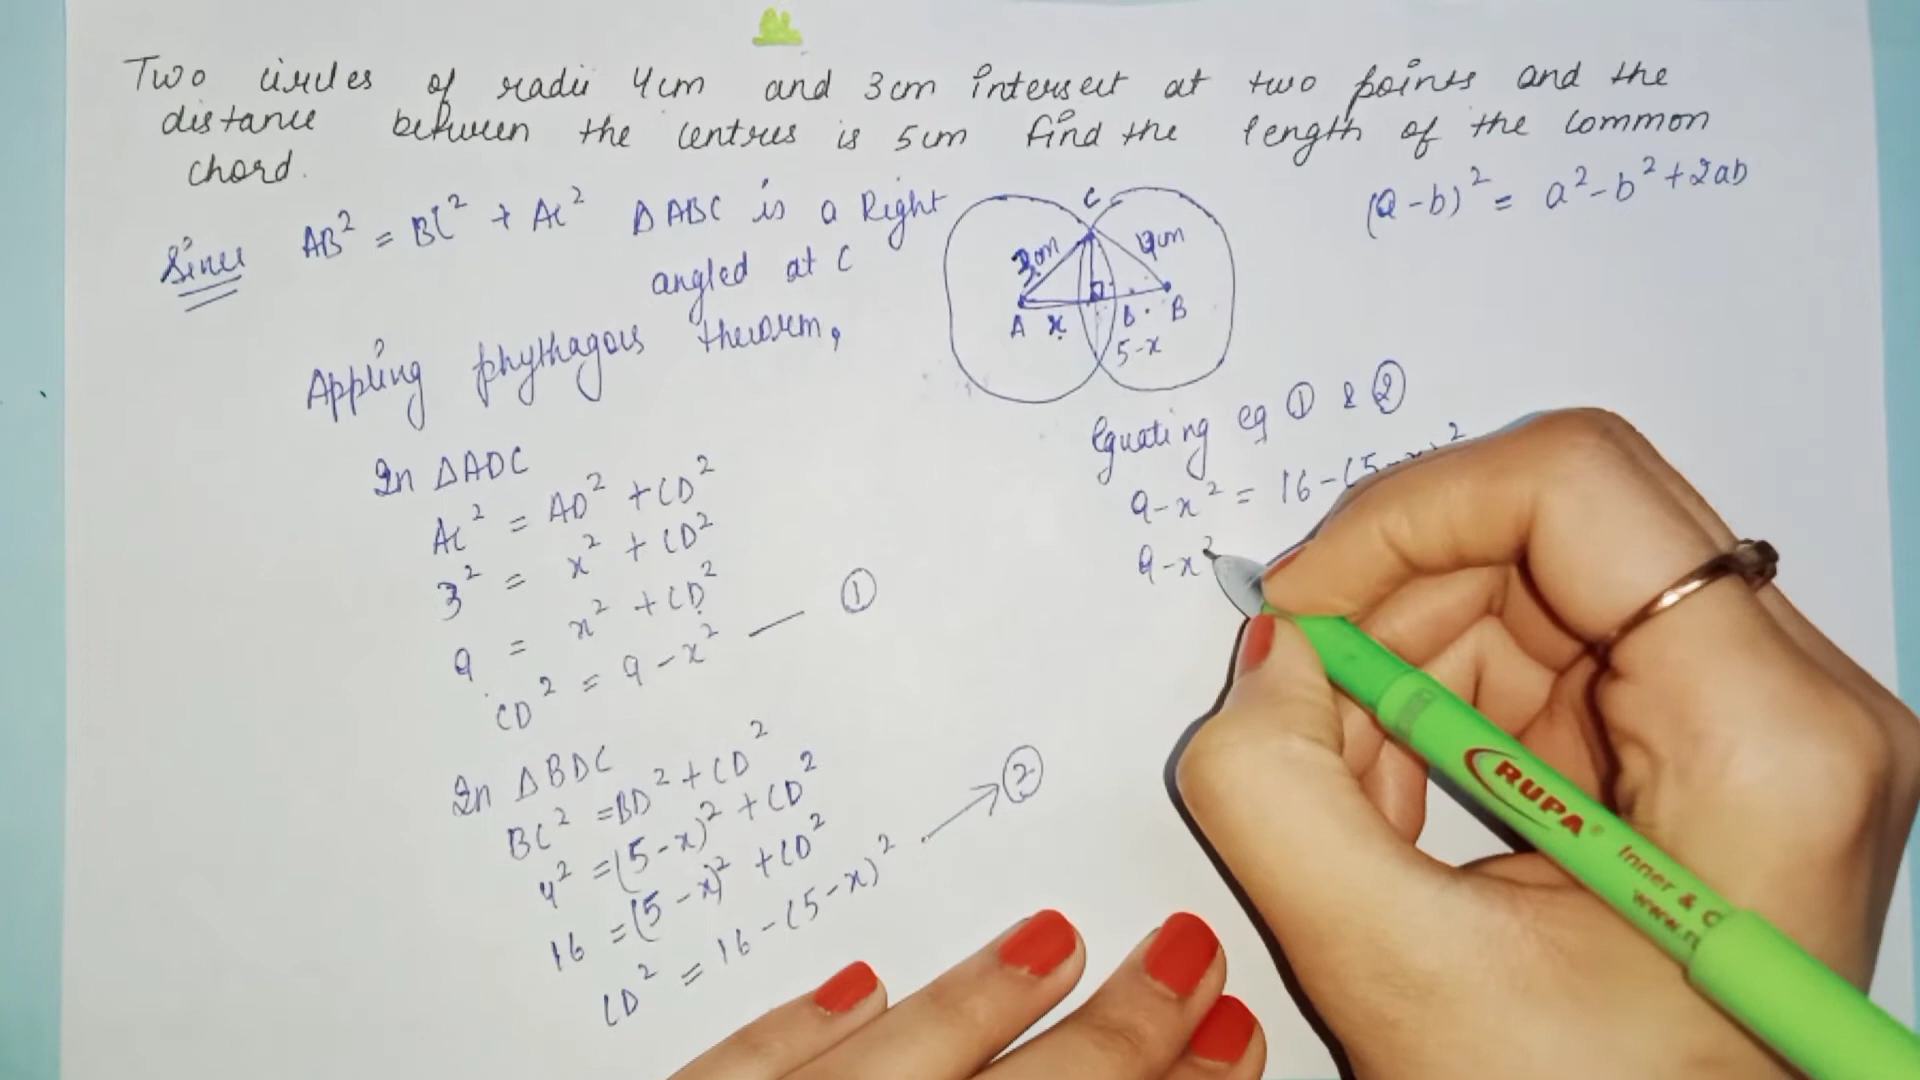 Two circles of radii 4cm and 3cm intersect at two points and the
distance between the centres is 5cm find the length of the common
chord.
(a-b)² = a²-b²+2ab
Since AB² = BC² + AC² Δ ABC is a Right
angled at C
Appling phythagous theorem,
C
3cm
4cm
A x B
5-x
In ΔADC
AC² = AD² + CD²
3² = x² + CD²
9 = x² + CD²
CD² = 9-x² — ①
In ΔBDC
BC² = BD² + CD²
4² = (5-x)² + CD²
16 = (5-x)² + CD²
CD² = 16-(5-x)² → ②
Equating eq ① & ②
9-x² = 16-(5-x)²
9-x²
RUPA
Inner &
www.